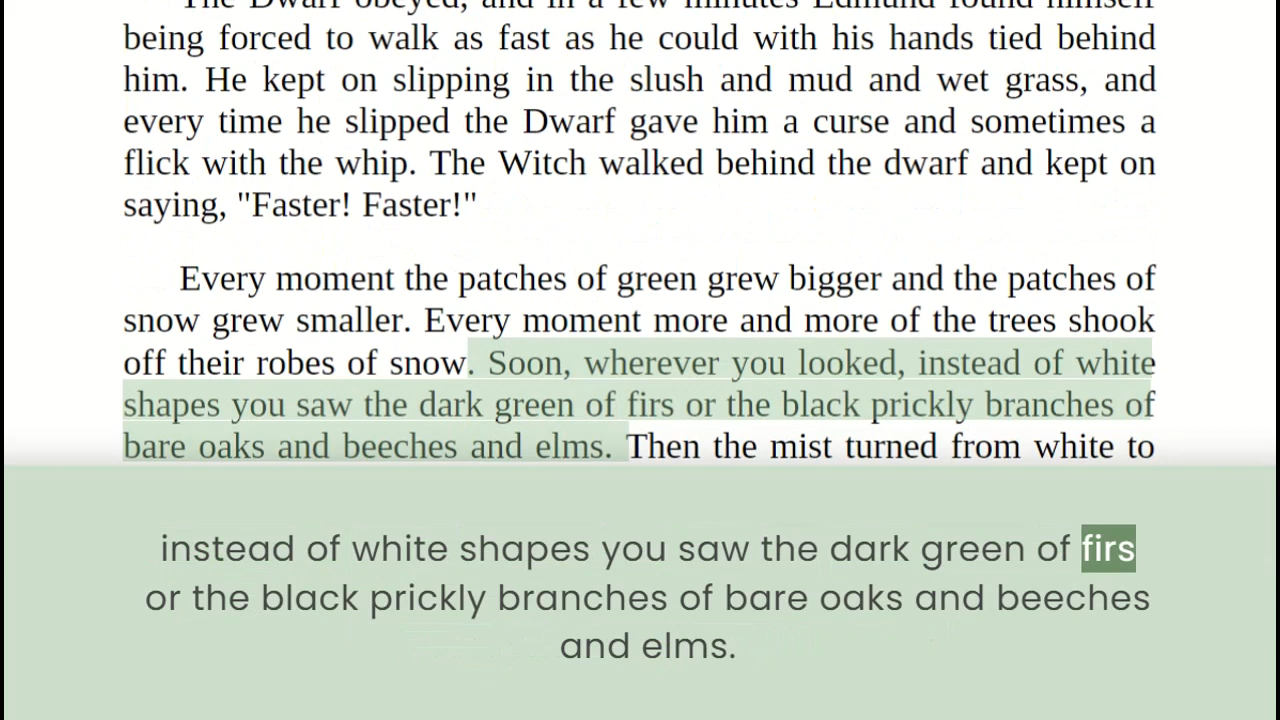 The Dwarf obeyed, and in a few minutes Edmund found himself
being forced to walk as fast as he could with his hands tied behind
him. He kept on slipping in the slush and mud and wet grass, and
every time he slipped the Dwarf gave him a curse and sometimes a
flick with the whip. The Witch walked behind the dwarf and kept on
saying, "Faster! Faster!"
Every moment the patches of green grew bigger and the patches of
snow grew smaller. Every moment more and more of the trees shook
off their robes of snow. Soon, wherever you looked, instead of white
shapes you saw the dark green of firs or the black prickly branches of
bare oaks and beeches and elms. Then the mist turned from white to
instead of white shapes you saw the dark green of firs
or the black prickly branches of bare oaks and beeches
and elms.